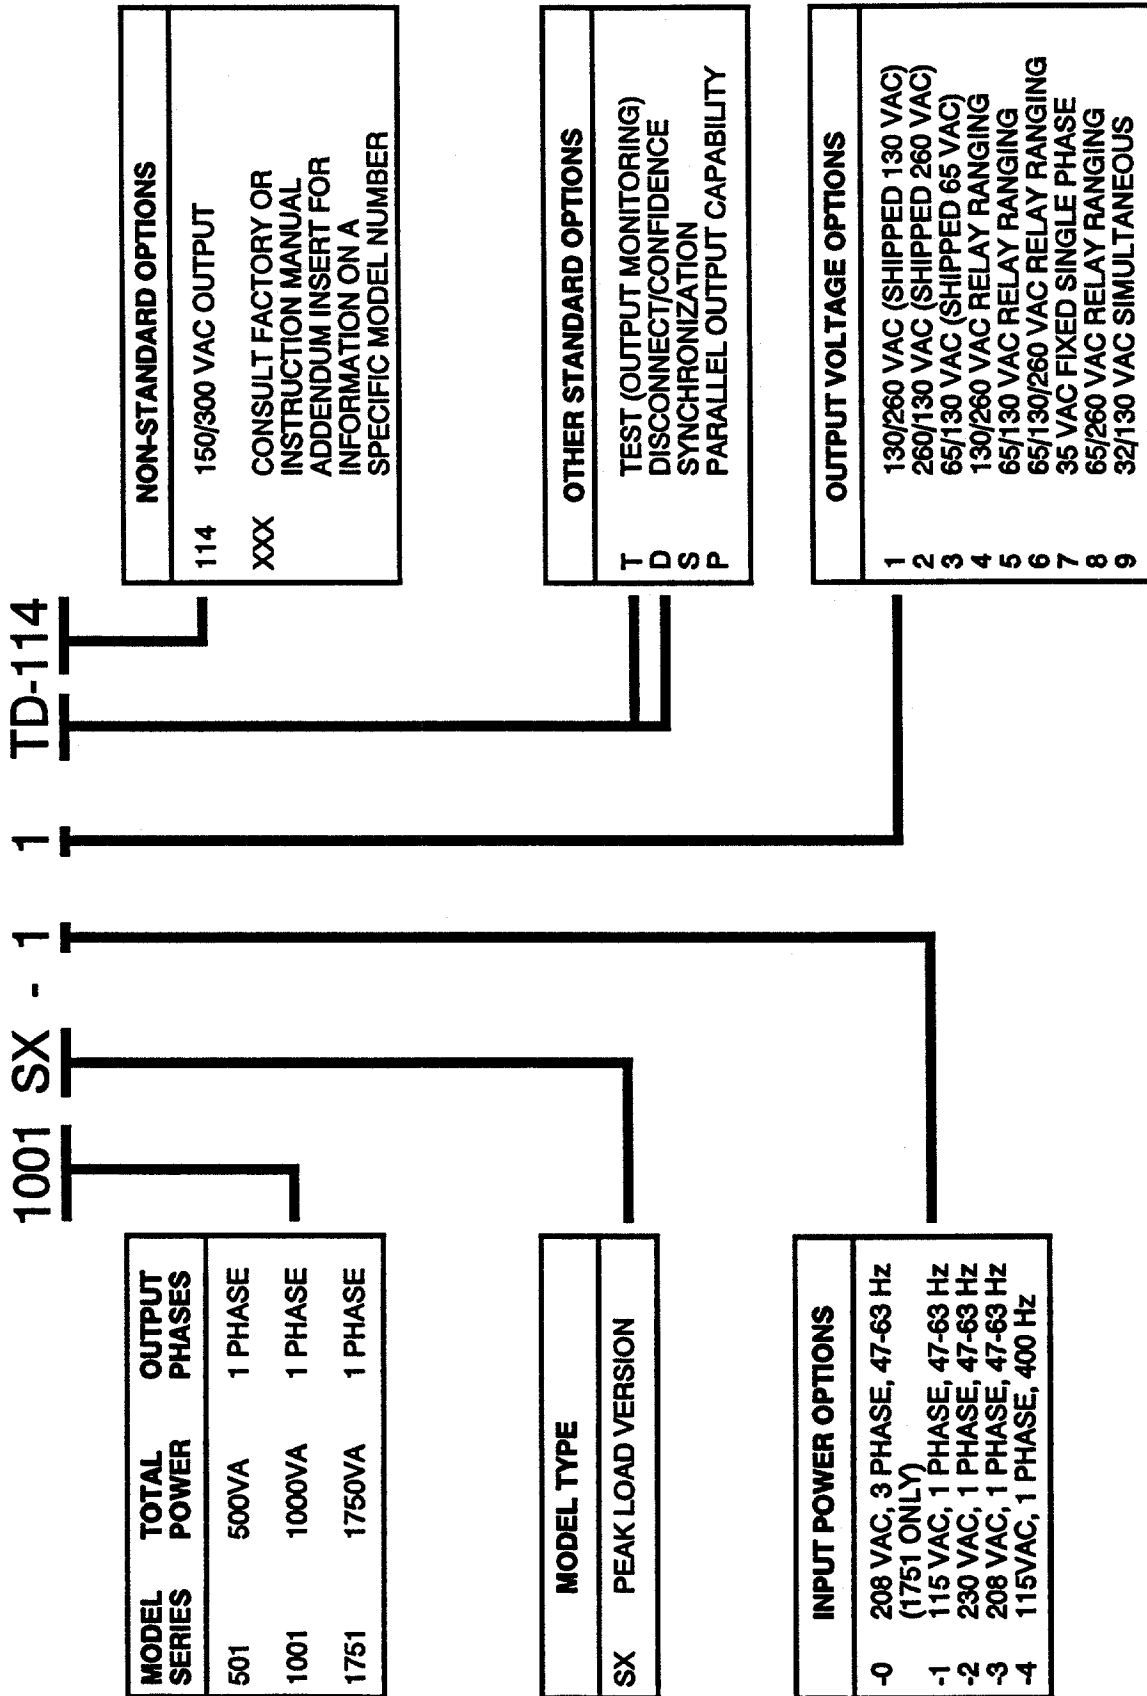 1001 SX - 1 1 TD-114
MODEL SERIES TOTAL POWER OUTPUT PHASES
501 500VA 1 PHASE
1001 1000VA 1 PHASE
1751 1750VA 1 PHASE
MODEL TYPE
SX PEAK LOAD VERSION
INPUT POWER OPTIONS
-0 208 VAC, 3 PHASE, 47-63 Hz
(1751 ONLY)
-1 115 VAC, 1 PHASE, 47-63 Hz
-2 230 VAC, 1 PHASE, 47-63 Hz
-3 208 VAC, 1 PHASE, 47-63 Hz
-4 115VAC, 1 PHASE, 400 Hz
NON-STANDARD OPTIONS
114 150/300 VAC OUTPUT
XXX CONSULT FACTORY OR
INSTRUCTION MANUAL
ADDENDUM INSERT FOR
INFORMATION ON A
SPECIFIC MODEL NUMBER
OTHER STANDARD OPTIONS
T TEST (OUTPUT MONITORING)
D DISCONNECT/CONFIDENCE
S SYNCHRONIZATION
P PARALLEL OUTPUT CAPABILITY
OUTPUT VOLTAGE OPTIONS
1 130/260 VAC (SHIPPED 130 VAC)
2 260/130 VAC (SHIPPED 260 VAC)
3 65/130 VAC (SHIPPED 65 VAC)
4 130/260 VAC RELAY RANGING
5 65/130 VAC RELAY RANGING
6 65/130/260 VAC RELAY RANGING
7 35 VAC FIXED SINGLE PHASE
8 65/260 VAC RELAY RANGING
9 32/130 VAC SIMULTANEOUS